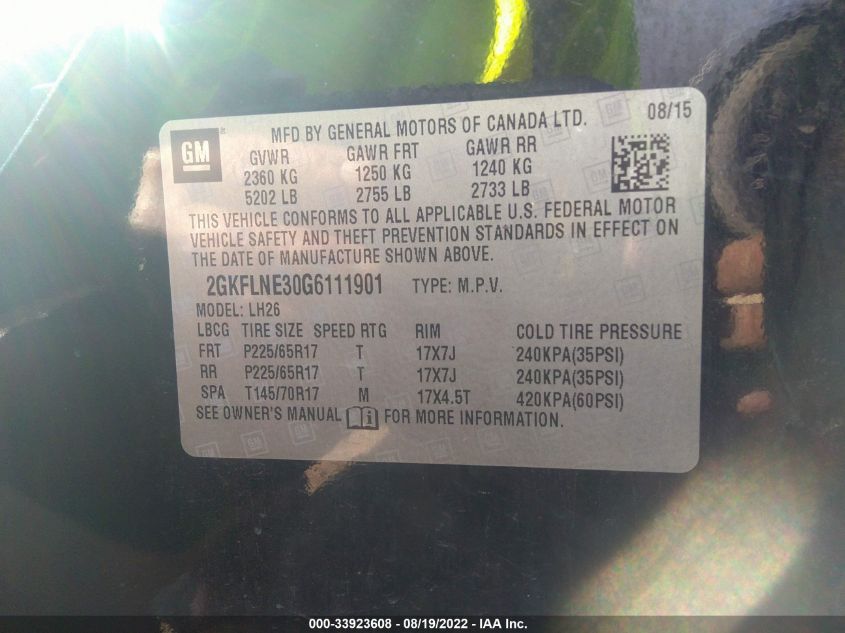 GM
MFD BY GENERAL MOTORS OF CANADA LTD.
08/15
GVWR GAWR FRT GAWR RR
2360 KG 1250 KG 1240 KG
5202 LB 2755 LB 2733 LB
THIS VEHICLE CONFORMS TO ALL APPLICABLE U.S. FEDERAL MOTOR
VEHICLE SAFETY AND THEFT PREVENTION STANDARDS IN EFFECT ON
THE DATE OF MANUFACTURE SHOWN ABOVE.
2GKFLNE30G6111901 TYPE: M.P.V.
MODEL: LH26
LBCG TIRE SIZE SPEED RTG RIM COLD TIRE PRESSURE
FRT P225/65R17 T 17X7J 240KPA(35PSI)
RR P225/65R17 T 17X7J 240KPA(35PSI)
SPA T145/70R17 M 17X4.5T 420KPA(60PSI)
SEE OWNER'S MANUAL FOR MORE INFORMATION.
000-33923608 - 08/19/2022 - IAA Inc.